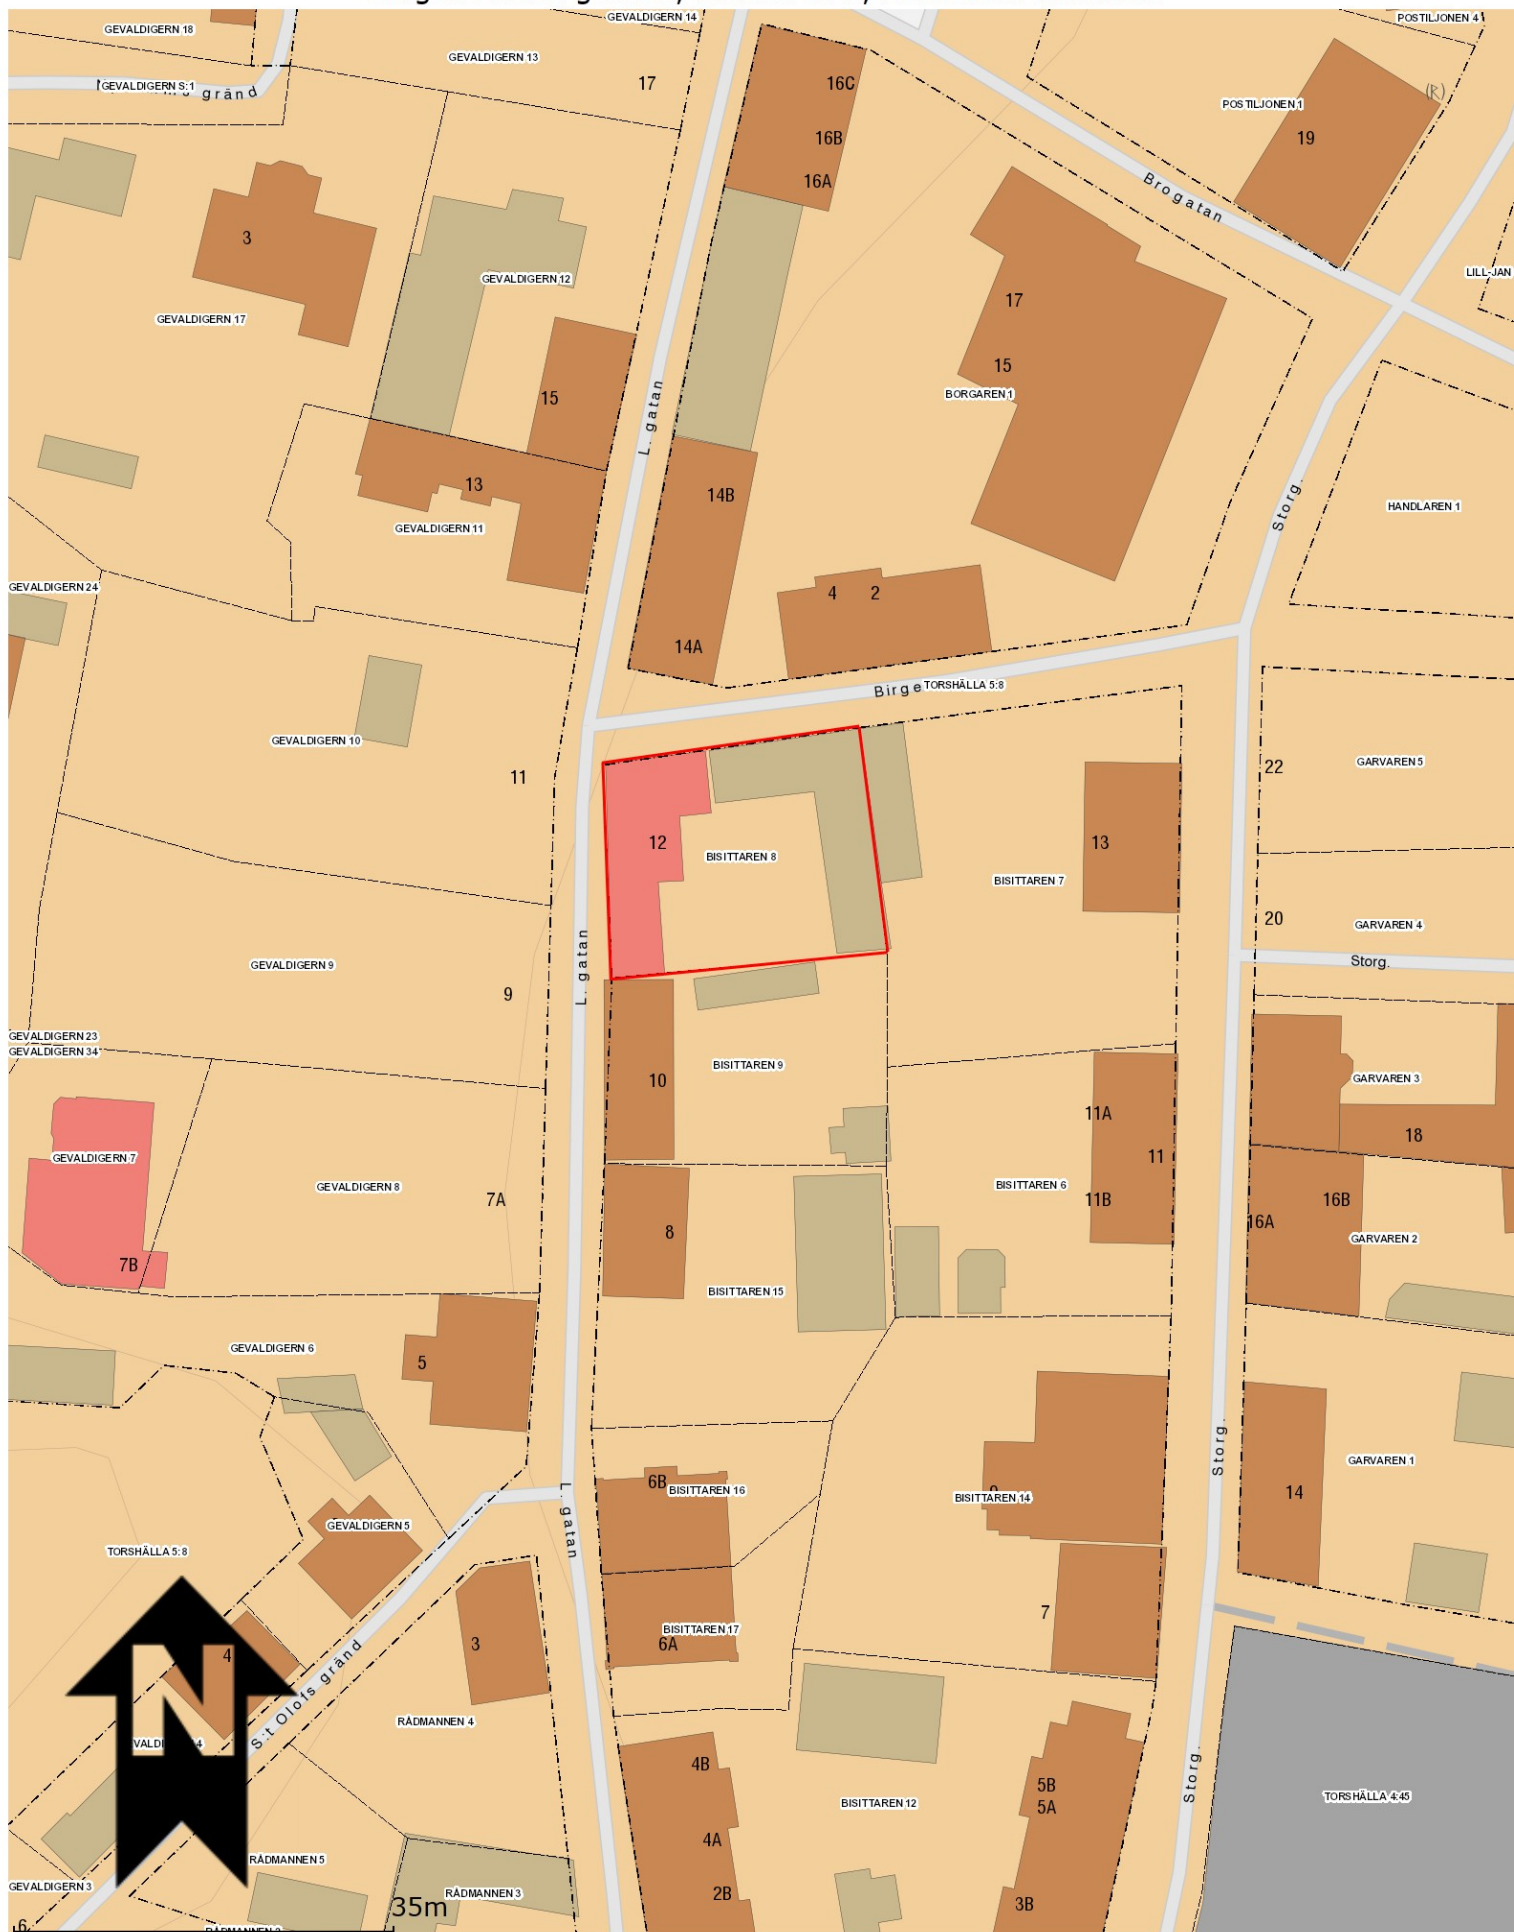 GEVALDIGERN 14
POSTILJONEN 4
GEVALDIGERN 18
GEVALDIGERN 13
17
16C
GEVALDIGERN S:1
gränd
(R)
POSTILJONEN 1
19
16B
16A
Brogatan
3
GEVALDIGERN 12
LILL-JAN
17
GEVALDIGERN 17
15
15
BORGAREN 1
L. gatan
13
14B
Storg.
HANDLAREN 1
GEVALDIGERN 11
GEVALDIGERN 24
4
2
14A
Birge
TORSHÄLLA 5:8
GEVALDIGERN 10
11
22
GARVAREN 5
12
BISITTAREN 8
13
BISITTAREN 7
20
GARVAREN 4
GEVALDIGERN 9
L. gatan
Storg.
9
GEVALDIGERN 23
GEVALDIGERN 34
BISITTAREN 9
10
GARVAREN 3
11A
18
GEVALDIGERN 7
11
GEVALDIGERN 8
7A
BISITTAREN 6
11B
16B
16A
8
GARVAREN 2
7B
BISITTAREN 15
GEVALDIGERN 6
5
Storg.
GARVAREN 1
6B
BISITTAREN 16
BISITTAREN 14
14
L. gatan
GEVALDIGERN 5
TORSHÄLLA 5:8
7
BISITTAREN 17
6A
3
4
S:t Olofs gränd
RÅDMANNEN 4
N
4B
5B
5A
Storg.
TORSHÄLLA 4:45
BISITTAREN 12
4A
RÅDMANNEN 5
GEVALDIGERN 3
RÅDMANNEN 3
2B
3B
35m
6